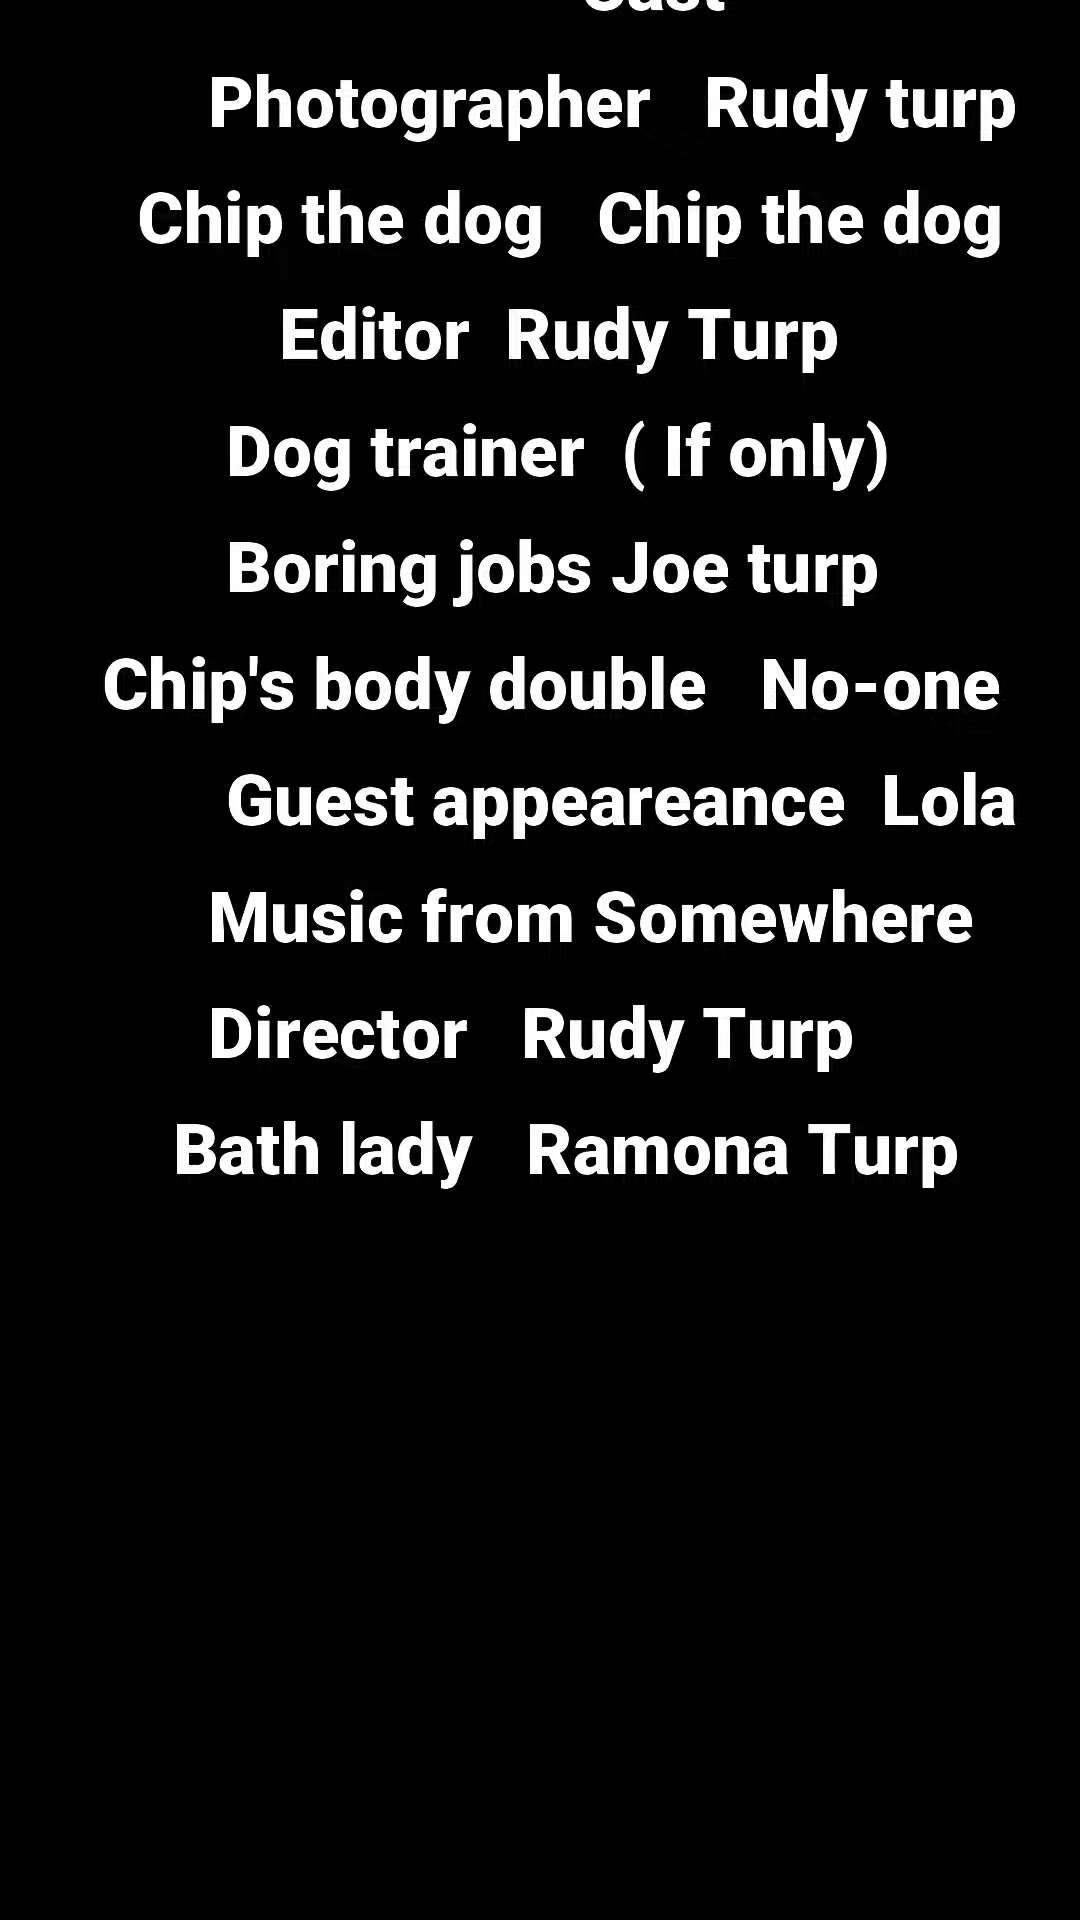 Cast
Photographer Rudy turp
Chip the dog Chip the dog
Editor Rudy Turp
Dog trainer ( If only)
Boring jobs Joe turp
Chip's body double No-one
Guest appeareance Lola
Music from Somewhere
Director Rudy Turp
Bath lady Ramona Turp